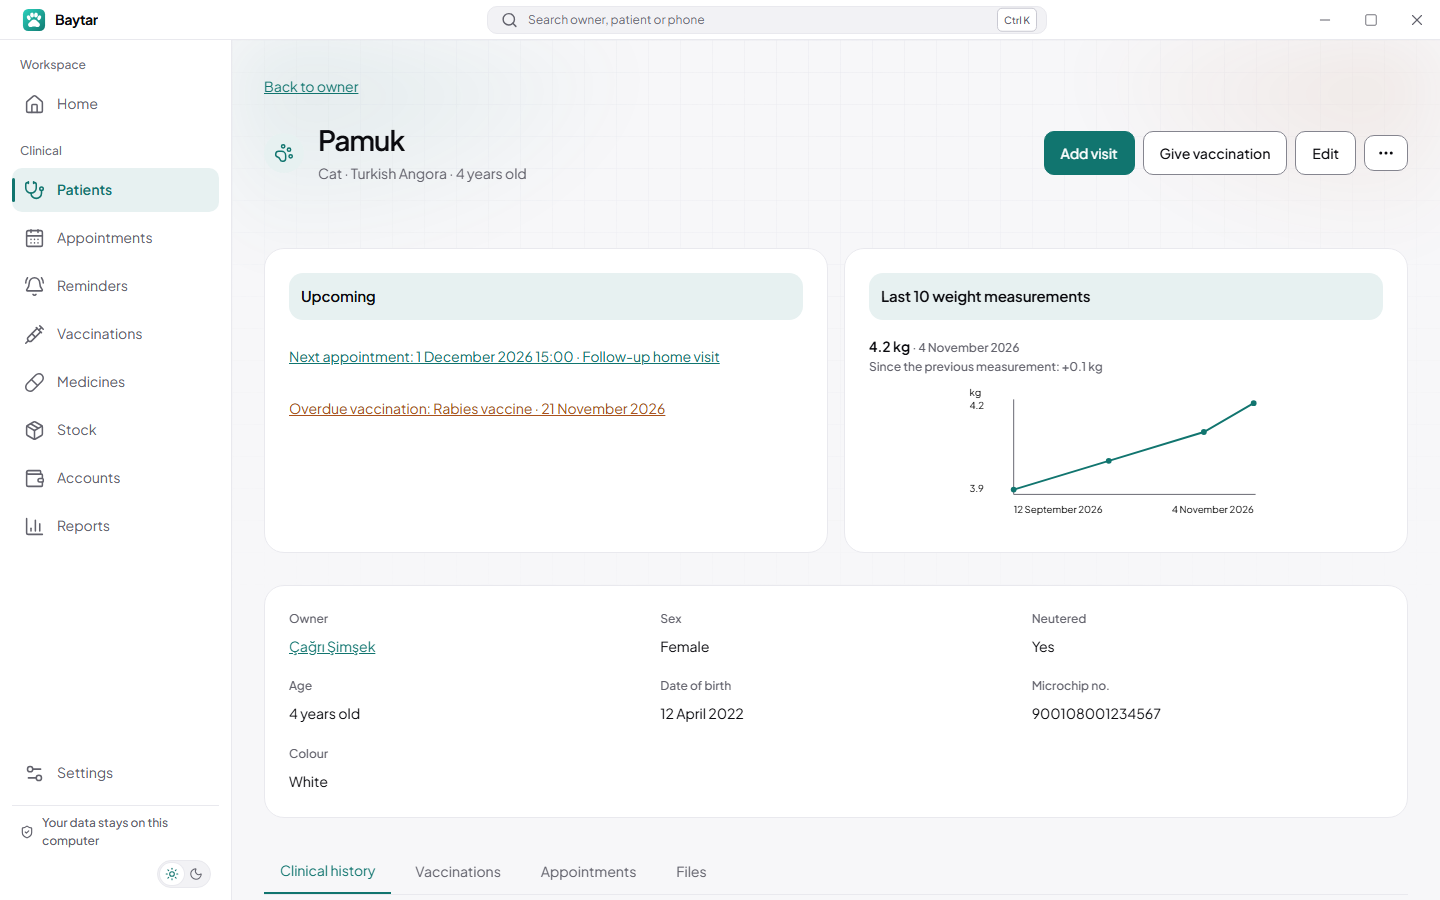 Baytar
Search owner, patient or phone
Ctrl K
Workspace
Home
Clinical
Patients
Appointments
Reminders
Vaccinations
Medicines
Stock
Accounts
Reports
Settings
Your data stays on this
computer
Back to owner
Pamuk
Cat · Turkish Angora · 4 years old
Add visit
Give vaccination
Edit
Upcoming
Next appointment: 1 December 2026 15:00 · Follow-up home visit
Overdue vaccination: Rabies vaccine · 21 November 2026
Last 10 weight measurements
4.2 kg · 4 November 2026
Since the previous measurement: +0.1 kg
kg
4.2
3.9
12 September 2026
4 November 2026
Owner
Çağrı Şimşek
Sex
Female
Neutered
Yes
Age
4 years old
Date of birth
12 April 2022
Microchip no.
900108001234567
Colour
White
Clinical history
Vaccinations
Appointments
Files